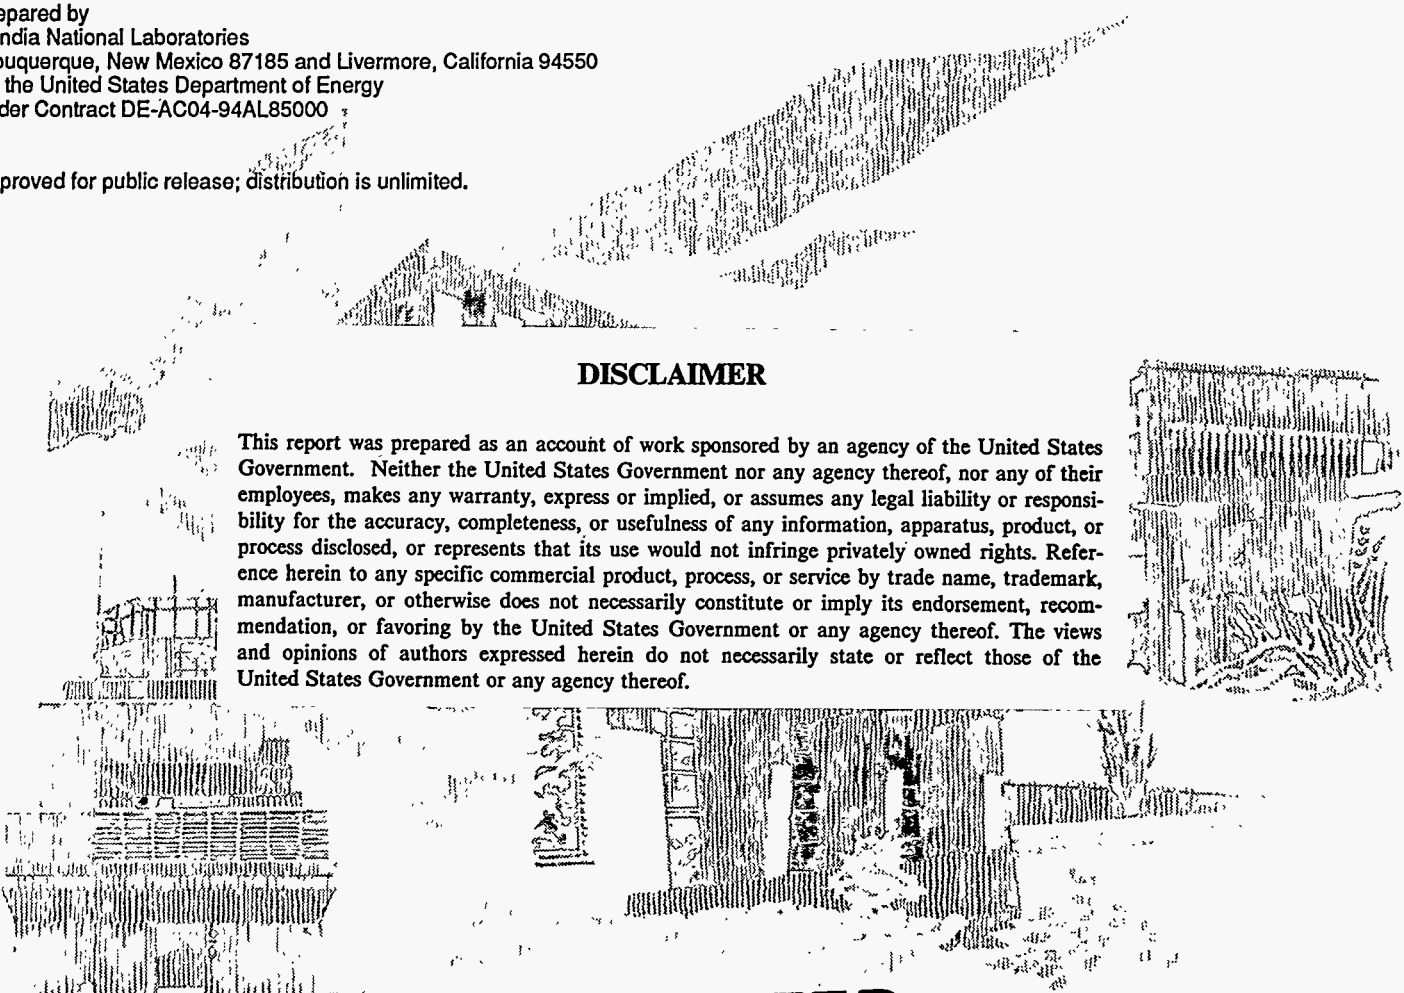 epared by
ndia National Laboratories
ouquerque, New Mexico 87185 and Livermore, California 94550
the United States Department of Energy
der Contract DE-AC04-94AL85000
proved for public release; distribution is unlimited.
DISCLAIMER
This report was prepared as an account of work sponsored by an agency of the United States
Government. Neither the United States Government nor any agency thereof, nor any of their
employees, makes any warranty, express or implied, or assumes any legal liability or responsi-
bility for the accuracy, completeness, or usefulness of any information, apparatus, product, or
process disclosed, or represents that its use would not infringe privately owned rights. Refer-
ence herein to any specific commercial product, process, or service by trade name, trademark,
manufacturer, or otherwise does not necessarily constitute or imply its endorsement, recom-
mendation, or favoring by the United States Government or any agency thereof. The views
and opinions of authors expressed herein do not necessarily state or reflect those of the
United States Government or any agency thereof.